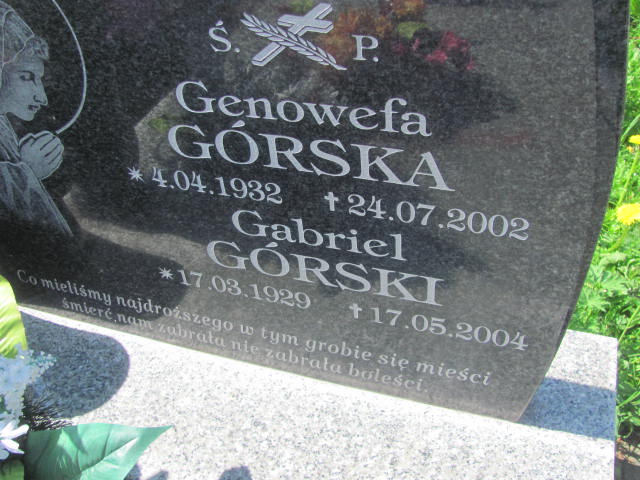 Ś. P.
Genowefa
GÓRSKA
* 4.04.1932 † 24.07.2002
Gabriel
GÓRSKI
* 17.03.1929 † 17.05.2004
Co mieliśmy najdroższego w tym grobie się mieści
śmierć nam zabrała nie zabrała boleści.